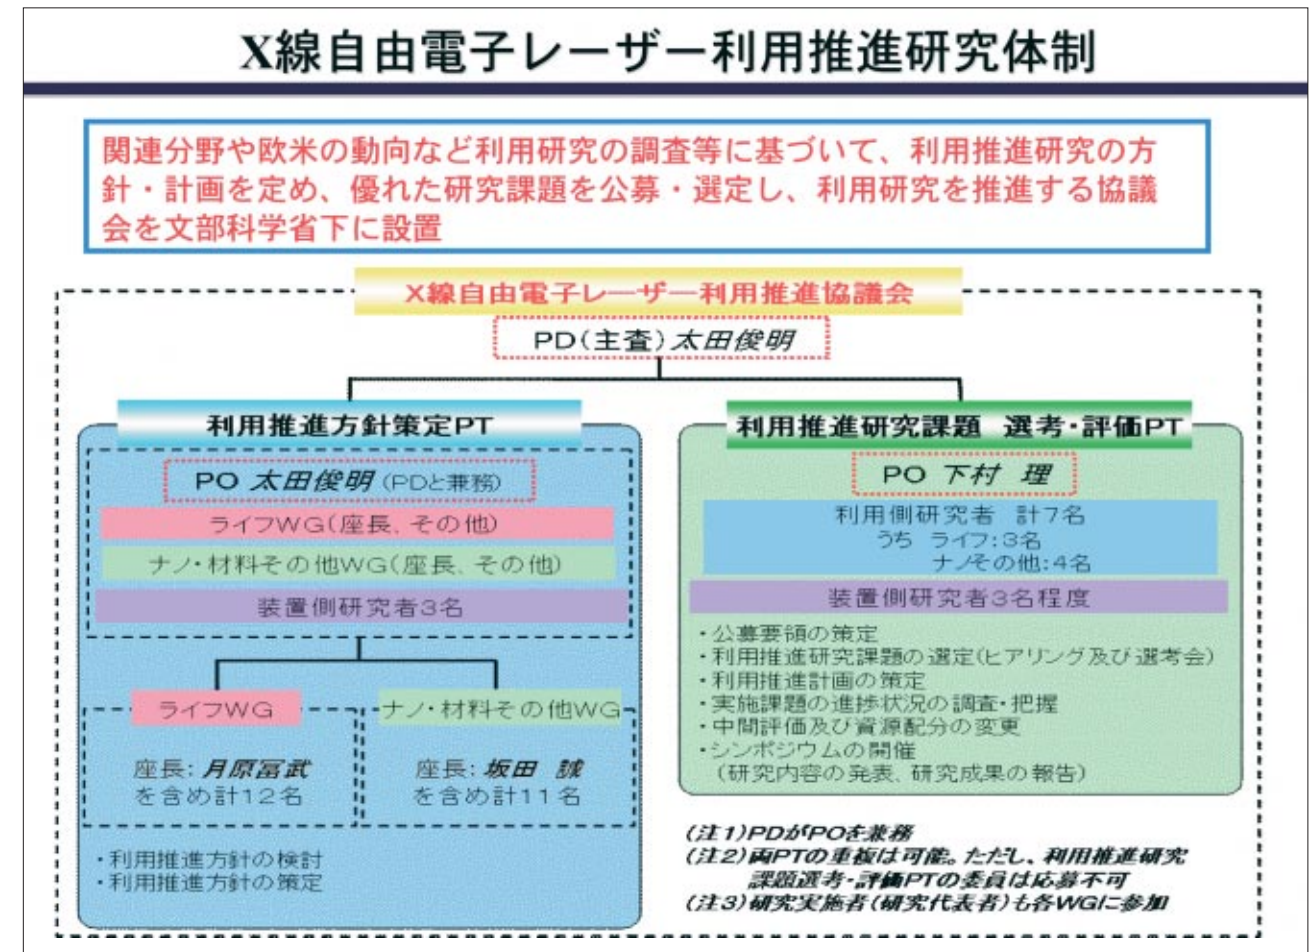 X線自由電子レーザー利用推進研究体制
関連分野や欧米の動向など利用研究の調査等に基づいて、利用推進研究の方
針・計画を定め、優れた研究課題を公募・選定し、利用研究を推進する協議
会を文部科学省下に設置
X線自由電子レーザー利用推進協議会
PD(主査)太田俊明
利用推進方針策定PT
PO 太田俊明(PDと兼務)
ライフWG(座長、その他)
ナノ・材料その他WG(座長、その他)
装置側研究者3名
ライフWG
座長:月原冨武
を含め計12名
ナノ・材料その他WG
座長:坂田 誠
を含め計11名
・利用推進方針の検討
・利用推進方針の策定
利用推進研究課題 選考・評価PT
PO 下村 理
利用側研究者 計7名
うち ライフ:3名
ナノその他:4名
装置側研究者3名程度
・公募要領の策定
・利用推進研究課題の選定(ヒアリング及び選考会)
・利用推進計画の策定
・実施課題の進捗状況の調査・把握
・中間評価及び資源配分の変更
・シンポジウムの開催
(研究内容の発表、研究成果の報告)
(注1)PDがPOを兼務
(注2)両PTの重複は可能。ただし、利用推進研究
課題選考・評価PTの委員は応募不可
(注3)研究実施者(研究代表者)も各WGに参加